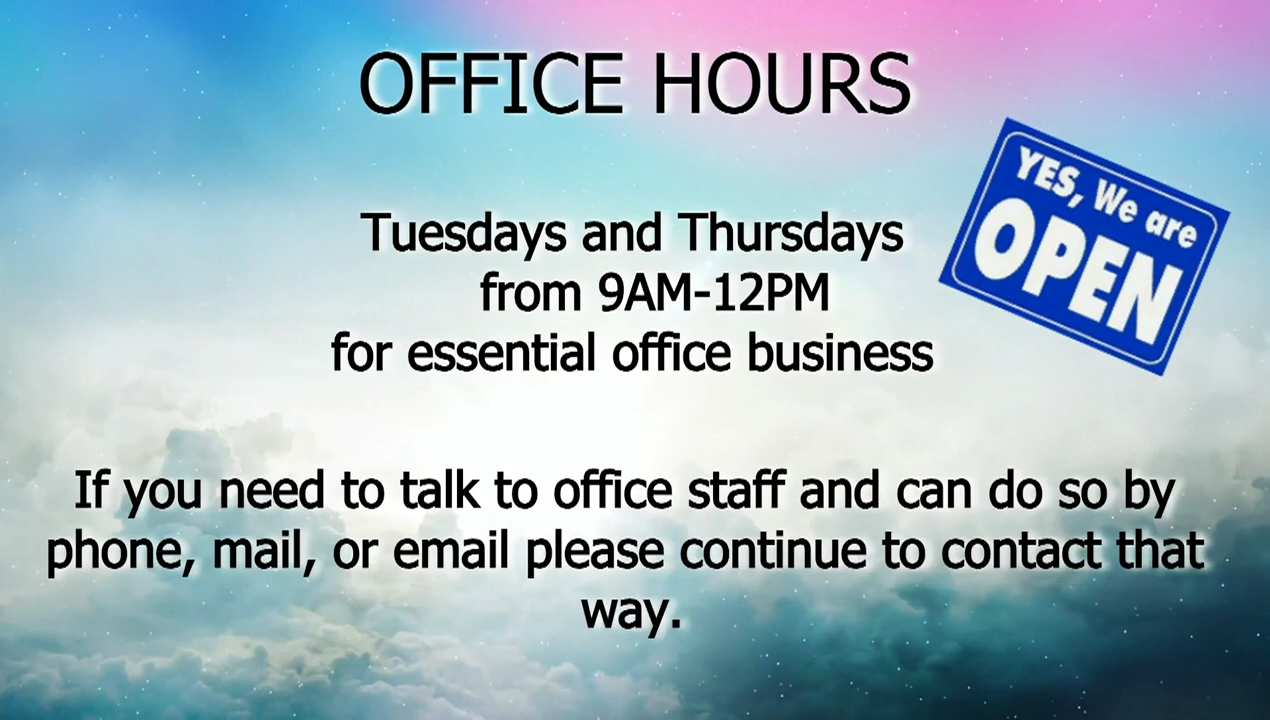 OFFICE HOURS
YES, We are
OPEN
Tuesdays and Thursdays
from 9AM-12PM
for essential office business
If you need to talk to office staff and can do so by
phone, mail, or email please continue to contact that
way.